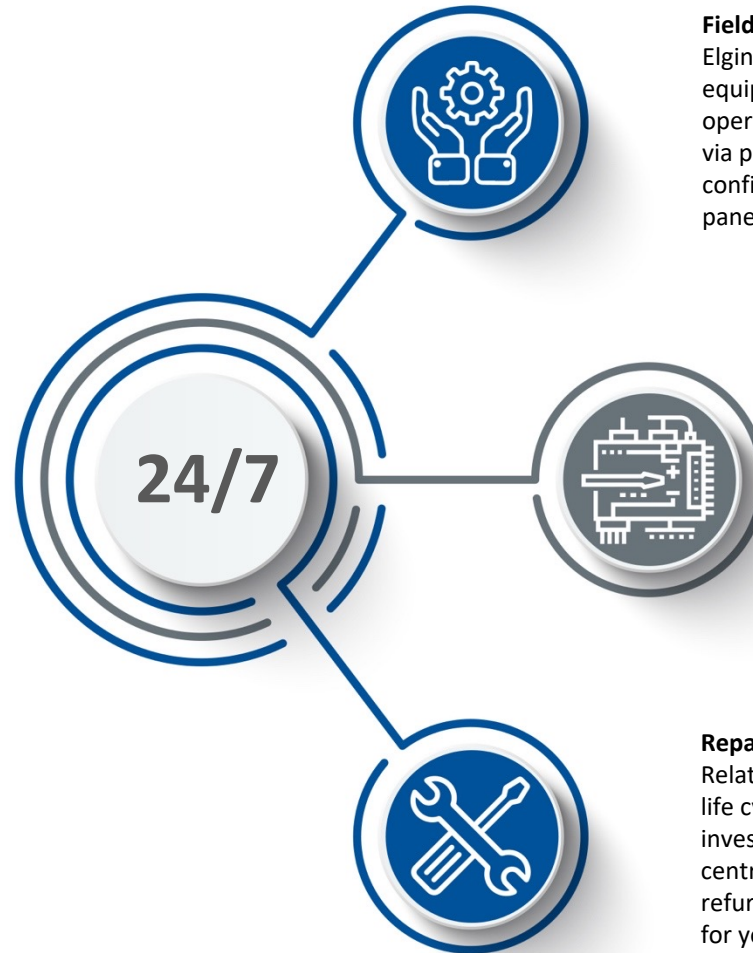 Field
Elgin
equip
oper
via p
confi
pane
24/7
Repa
Relat
life c
inves
centr
refur
for y